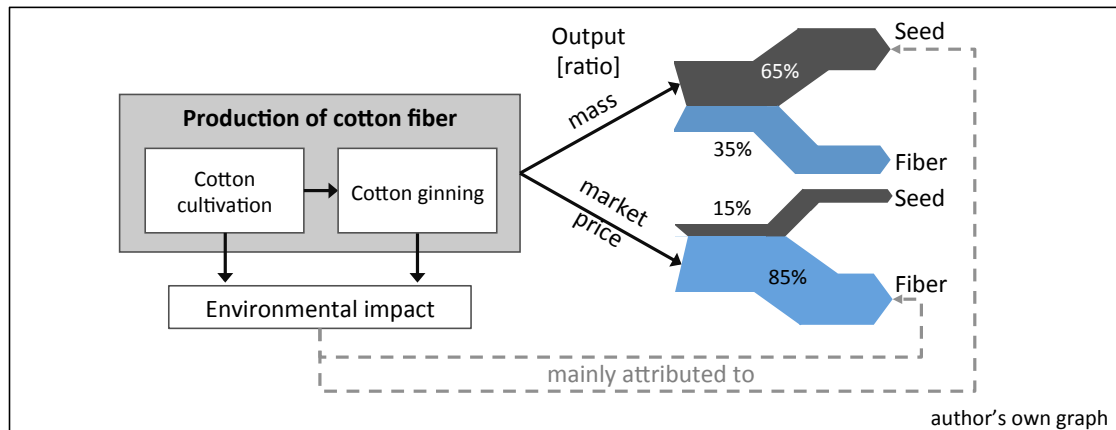 Output
[ratio]
Seed
65%
Production of cotton fiber
mass
35%
Fiber
Cotton
cultivation
Cotton ginning
market
price
15%
Seed
85%
Fiber
Environmental impact
mainly attributed to
author's own graph